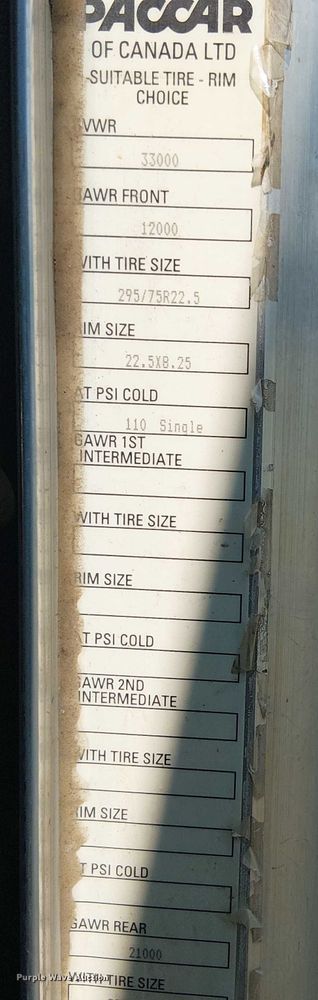 PACCAR
OF CANADA LTD
-SUITABLE TIRE - RIM
CHOICE
VWR
33000
GAWR FRONT
12000
WITH TIRE SIZE
295/75R22.5
RIM SIZE
22.5X8.25
AT PSI COLD
110 Single
GAWR 1ST
INTERMEDIATE
WITH TIRE SIZE
RIM SIZE
AT PSI COLD
GAWR 2ND
INTERMEDIATE
WITH TIRE SIZE
RIM SIZE
T PSI COLD
GAWR REAR
21000
Purple Wave Auction
WITH TIRE SIZE